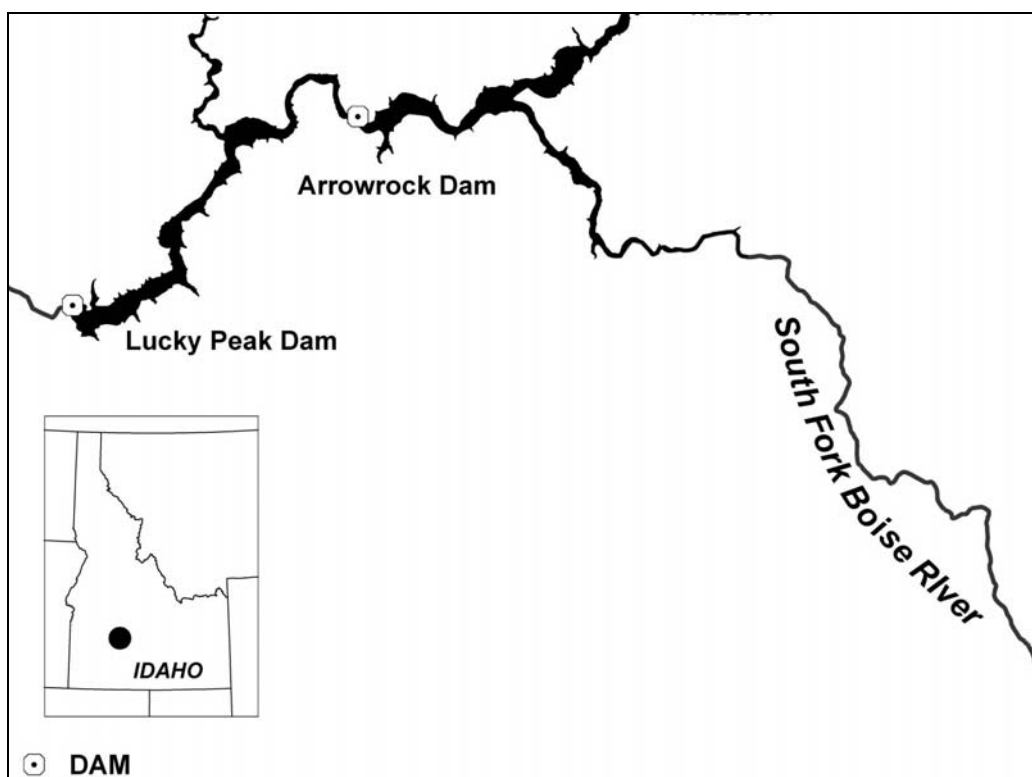 Arrowrock Dam
Lucky Peak Dam
South Fork Boise RIver
IDAHO
DAM